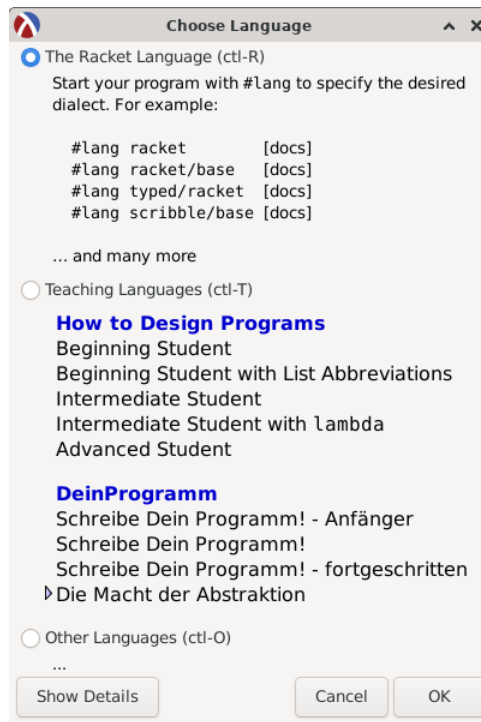 Choose Language
The Racket Language (ctl-R)
Start your program with #lang to specify the desired
dialect. For example:
#lang racket [docs]
#lang racket/base [docs]
#lang typed/racket [docs]
#lang scribble/base [docs]
… and many more
Teaching Languages (ctl-T)
How to Design Programs
Beginning Student
Beginning Student with List Abbreviations
Intermediate Student
Intermediate Student with lambda
Advanced Student
DeinProgramm
Schreibe Dein Programm! - Anfänger
Schreibe Dein Programm!
Schreibe Dein Programm! - fortgeschritten
Die Macht der Abstraktion
Other Languages (ctl-O)
...
Show Details
Cancel
OK